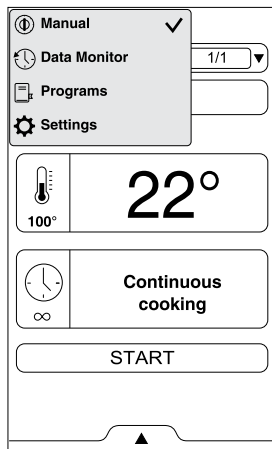 Manual
Data Monitor
1/1
Programs
Settings
22°
100°
Continuous
cooking
∞
START